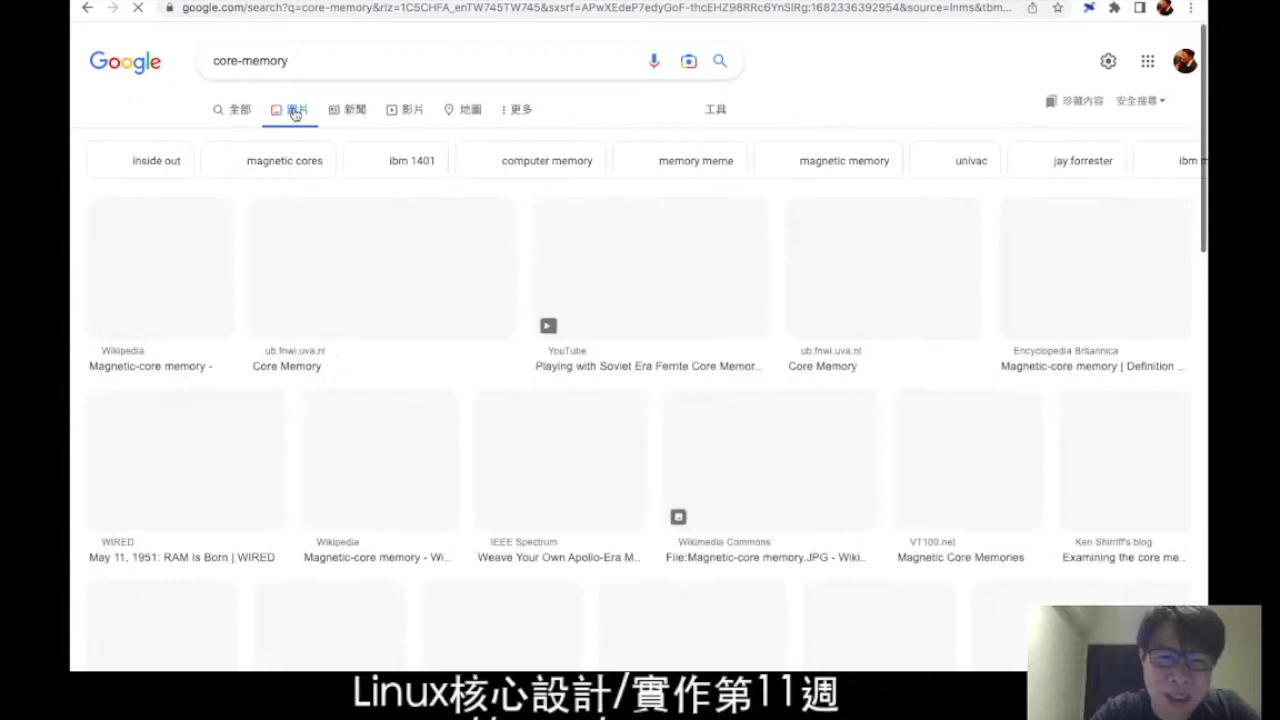 google.com/search?q=core-memory&rlz=1C5CHFA_enTW745TW745&sxsrf=APwXEdeP7edyGoF-thcEHZ98RRc6YnSlRg:1682336392954&source=lnms&tbm...
Google
core-memory
全部
圖片
新聞
影片
地圖
更多
工具
珍藏內容
安全搜尋
inside out
magnetic cores
ibm 1401
computer memory
memory meme
magnetic memory
univac
jay forrester
ibm
Wikipedia
Magnetic-core memory -
ub.fnwi.uva.nl
Core Memory
YouTube
Playing with Soviet Era Ferrite Core Memor...
ub.fnwi.uva.nl
Core Memory
Encyclopedia Britannica
Magnetic-core memory | Definition ...
WIRED
May 11, 1951: RAM Is Born | WIRED
Wikipedia
Magnetic-core memory - Wi...
IEEE Spectrum
Weave Your Own Apollo-Era M...
Wikimedia Commons
File:Magnetic-core memory.JPG - Wiki...
VT100.net
Magnetic Core Memories
Ken Shirriff's blog
Examining the core me...
Linux核心設計/實作第11週